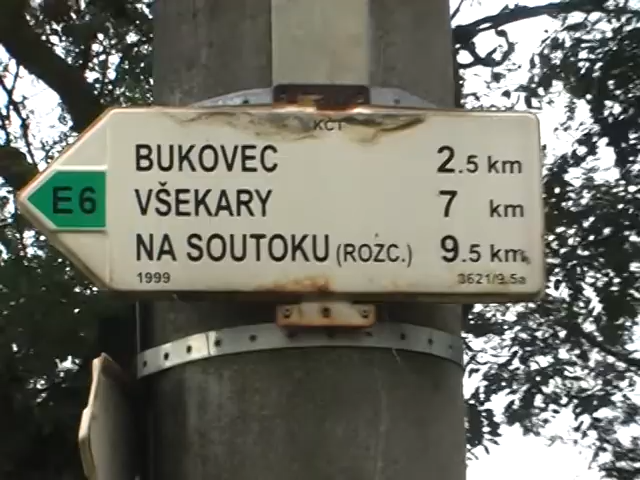 KČT
BUKOVEC 2.5 km
E6 VŠEKARY 7 km
NA SOUTOKU (ROZC.) 9.5 km
1999 3621/9.5a